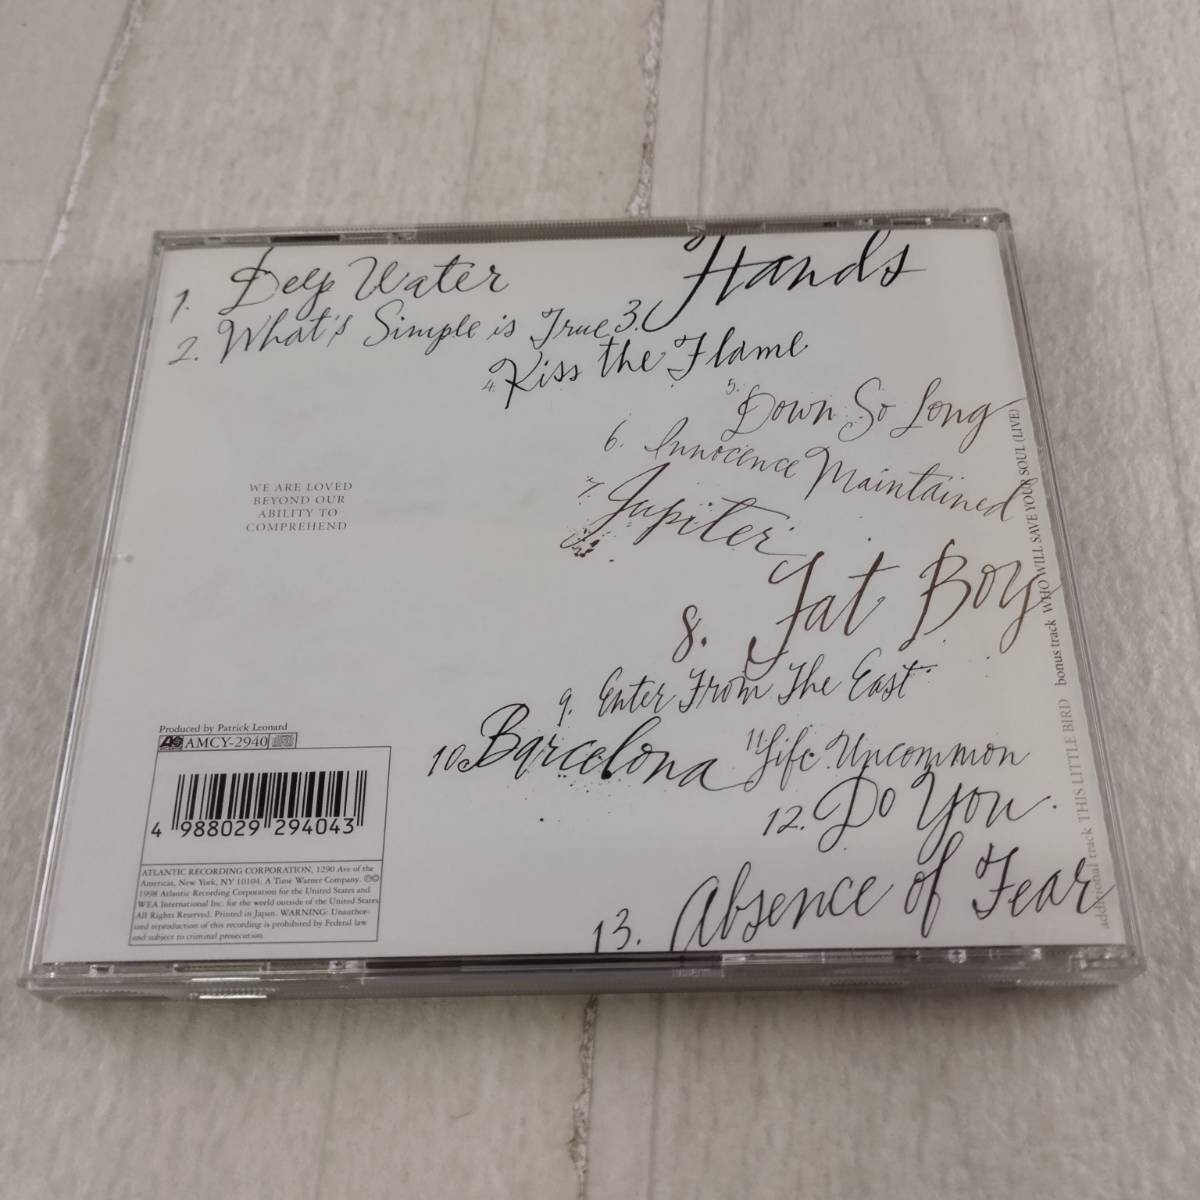 1. Deep Water
2. What's Simple is True
3. Hands
4. Kiss the Flame
5. Down So Long
6. Innocence Maintained
7. Jupiter
8. Fat Boy
9. Enter From The East
10. Barcelona
11. Life Uncommon
12. Do You
13. Absence of Fear
additional track THIS LITTLE BIRD bonus track WHO WILL SAVE YOUR SOUL (LIVE)
WE ARE LOVED
BEYOND OUR
ABILITY TO
COMPREHEND
Produced by Patrick Leonard
AMCY-2940
4 988029 294043
ATLANTIC RECORDING CORPORATION, 1290 Ave of the
Americas, New York, NY 10104. A Time Warner Company. ℗©
1998 Atlantic Recording Corporation for the United States and
WEA International Inc. for the world outside of the United States
All Rights Reserved. Printed in Japan. WARNING: Unauthor-
ized reproduction of this recording is prohibited by Federal law
and subject to criminal prosecution.